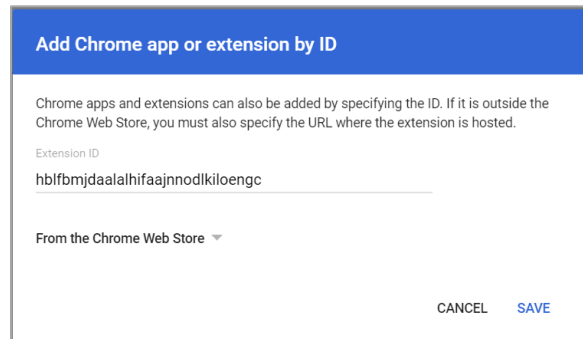 Add Chrome app or extension by ID
Chrome apps and extensions can also be added by specifying the ID. If it is outside the
Chrome Web Store, you must also specify the URL where the extension is hosted.
Extension ID
hblfbmjdaalalhifaajnnodlkiloengc
From the Chrome Web Store
CANCEL SAVE